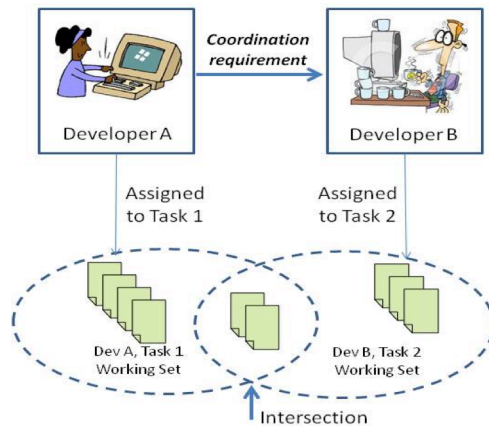 Coordination
requirement
Developer A
Developer B
Assigned
to Task 1
Assigned
to Task 2
Dev A, Task 1
Working Set
Dev B, Task 2
Working Set
Intersection